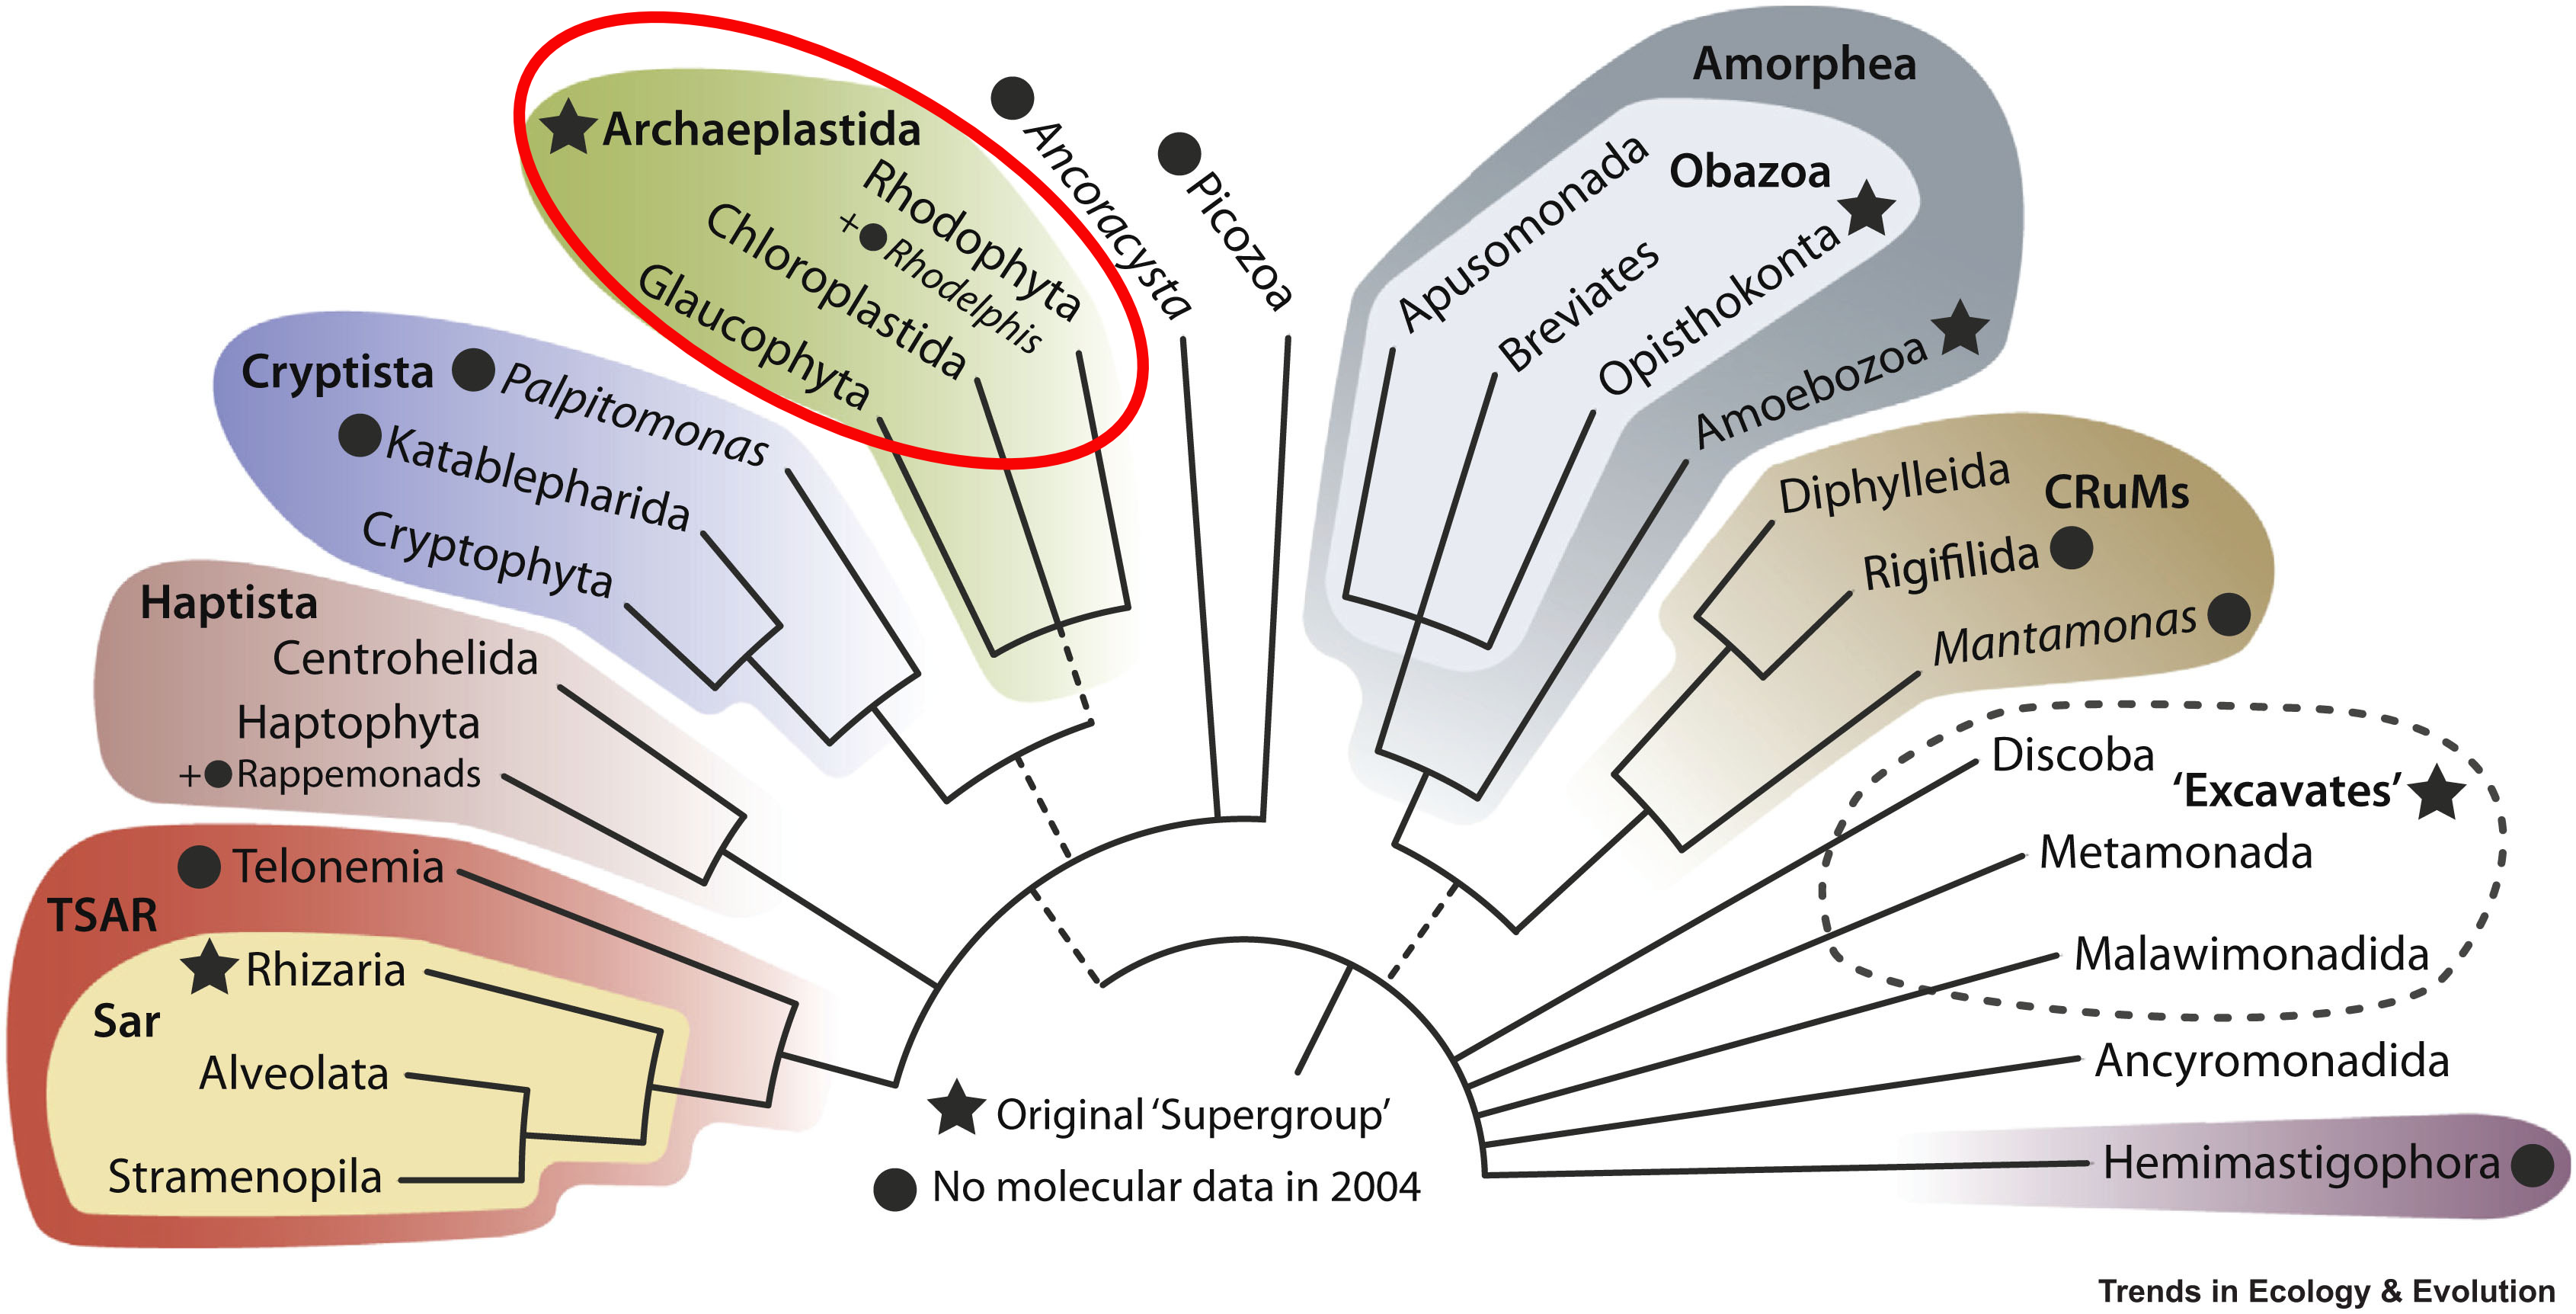 Archaeplastida
Rhodophyta
+ Rhodelphis
Chloroplastida
Glaucophyta
Ancoracysta
Picozoa
Amorphea
Obazoa
Apusomonada
Breviates
Opisthokonta
Amoebozoa
Cryptista
Palpitomonas
Katablepharida
Cryptophyta
CRuMs
Diphylleida
Rigifilida
Mantamonas
Haptista
Centrohelida
Haptophyta
+ Rappemonads
'Excavates'
Discoba
Metamonada
Malawimonadida
Ancyromonadida
Hemimastigophora
TSAR
Telonemia
Sar
Rhizaria
Alveolata
Stramenopila
Original 'Supergroup'
No molecular data in 2004
Trends in Ecology & Evolution